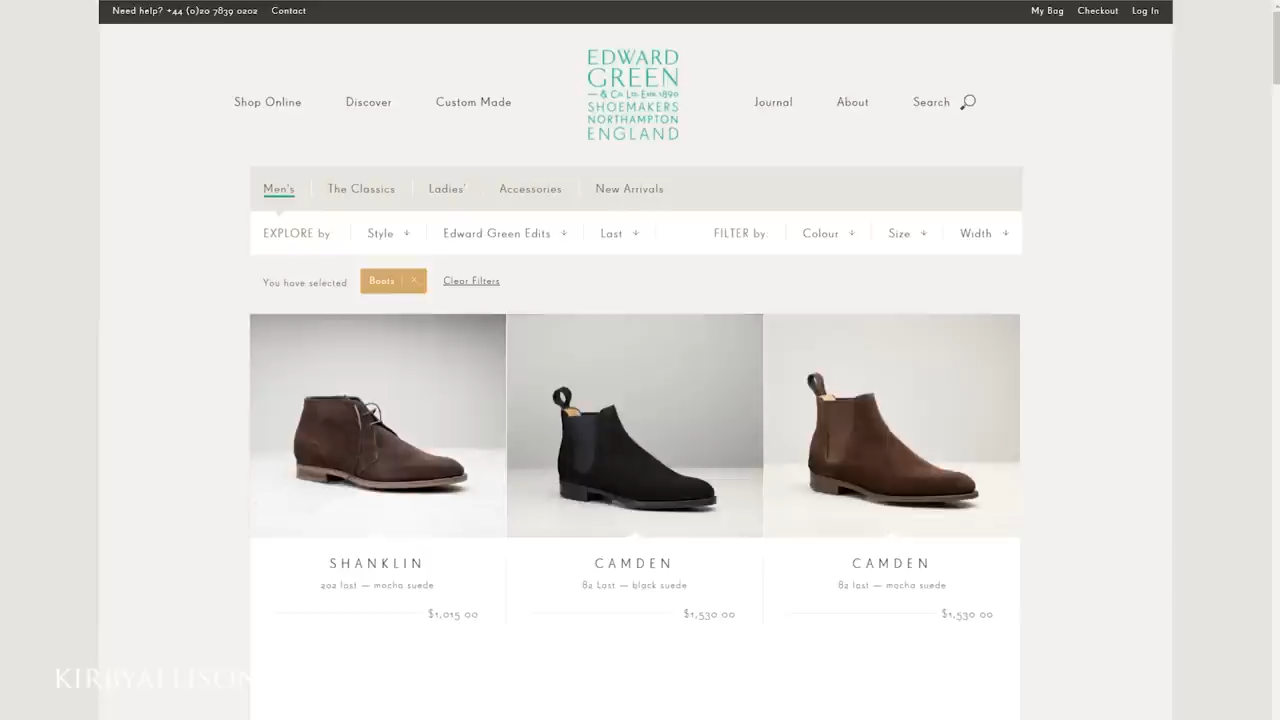 Need help? +44 (0)20 7839 0202 Contact My Bag Checkout Log In
EDWARD
GREEN
& Co Ltd. Estd. 1890
SHOEMAKERS
NORTHAMPTON
ENGLAND
Shop Online Discover Custom Made Journal About Search
Men's The Classics Ladies' Accessories New Arrivals
EXPLORE by Style Edward Green Edits Last FILTER by: Colour Size Width
You have selected Boots × Clear Filters
SHANKLIN CAMDEN CAMDEN
202 last — mocha suede 82 Last — black suede 82 last — mocha suede
$1,015 00 $1,530 00 $1,530 00
KIRBYALLISON